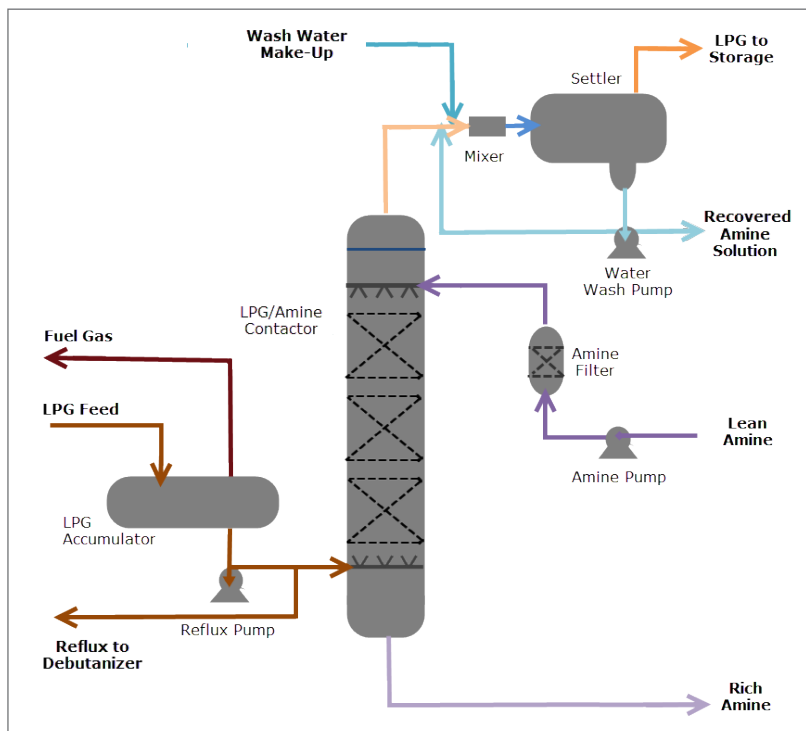 Wash Water
Make-Up
LPG to
Storage
Settler
Mixer
Recovered
Amine
Solution
Water
Wash Pump
LPG/Amine
Contactor
Fuel Gas
Amine
Filter
LPG Feed
Lean
Amine
Amine Pump
LPG
Accumulator
Reflux Pump
Reflux to
Debutanizer
Rich
Amine